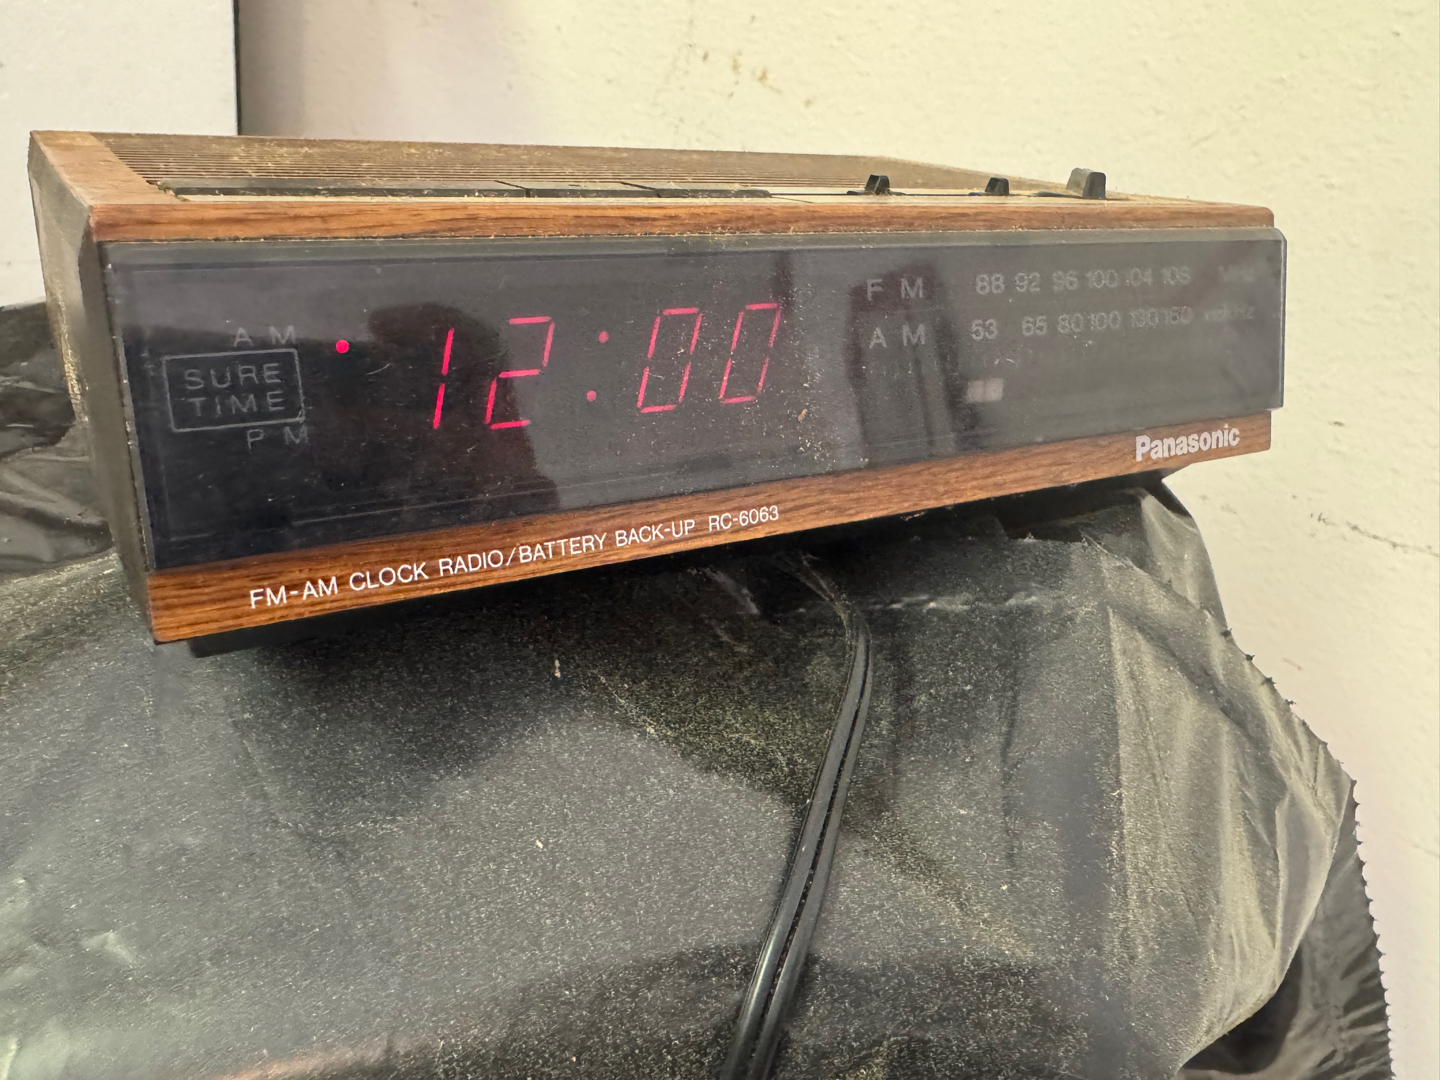 AM
SURE
TIME
PM
12:00
FM 88 92 96 100 104 108 MHz
AM 53 65 80 100 130 160
Panasonic
FM-AM CLOCK RADIO/BATTERY BACK-UP RC-6063